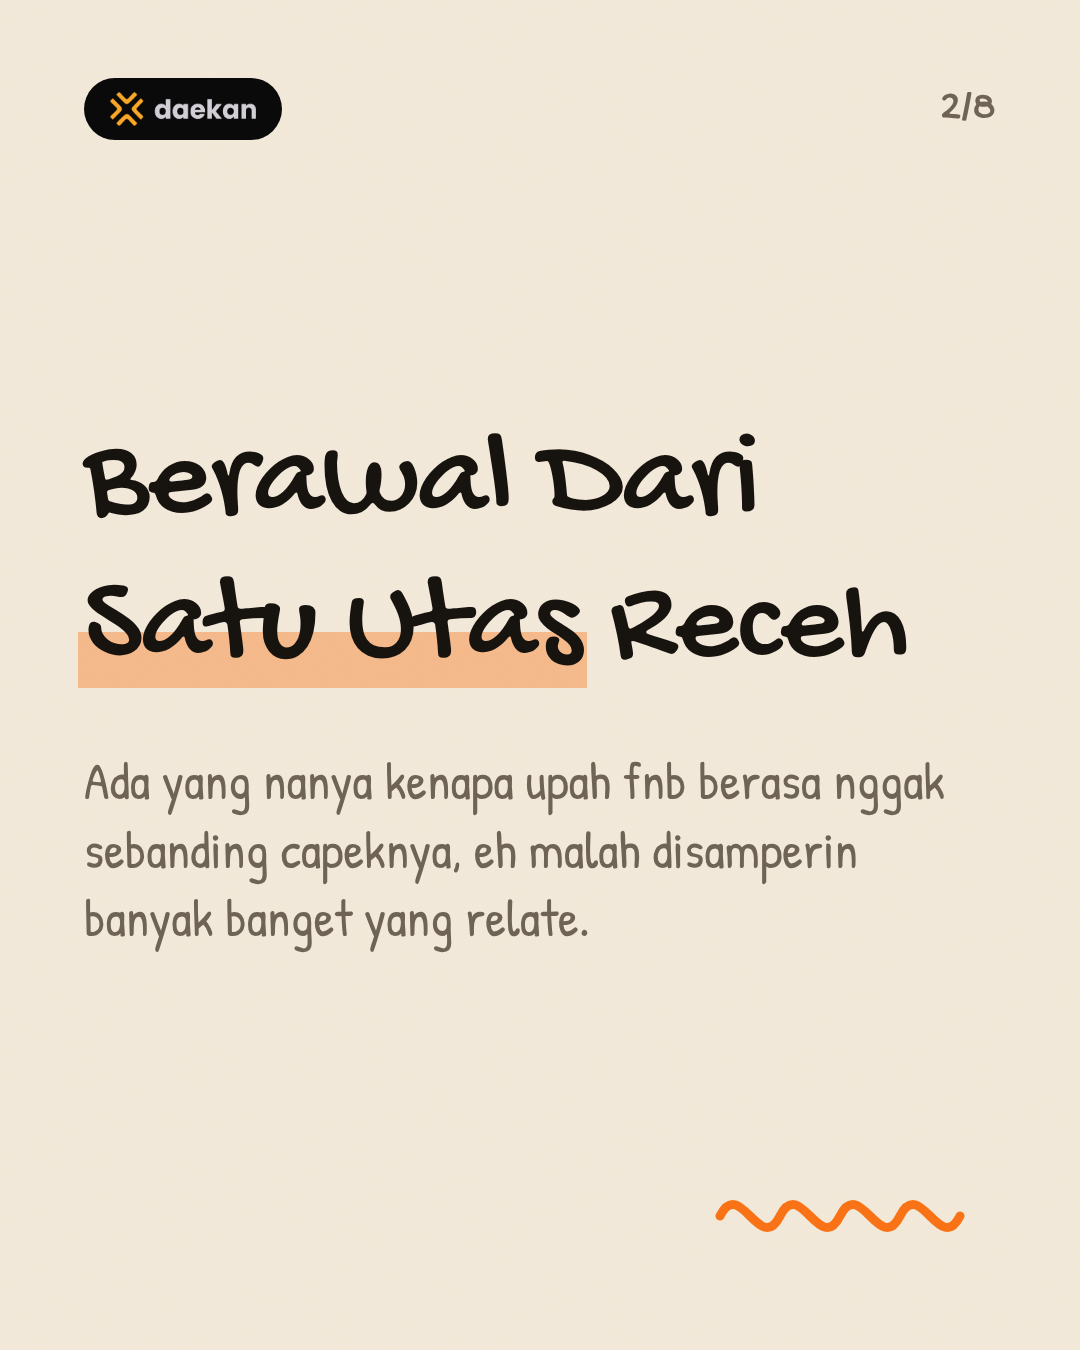 daekan
2/8
Berawal Dari
Satu Utas Receh
Ada yang nanya kenapa upah fnb berasa nggak
sebanding capeknya, eh malah disamperin
banyak banget yang relate.